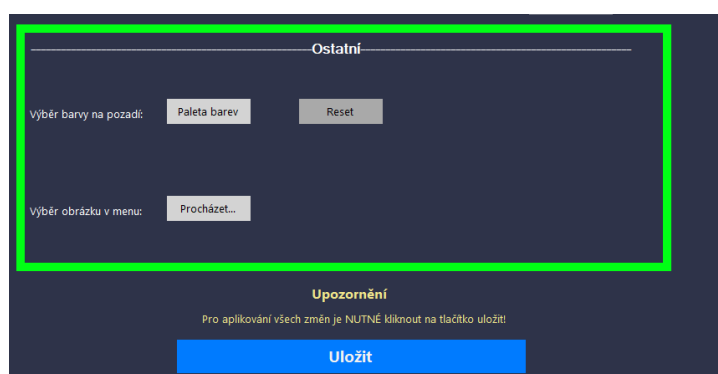 Ostatní
Výběr barvy na pozadí: Paleta barev Reset
Výběr obrázku v menu: Procházet...
Upozornění
Pro aplikování všech změn je NUTNÉ kliknout na tlačítko uložit!
Uložit